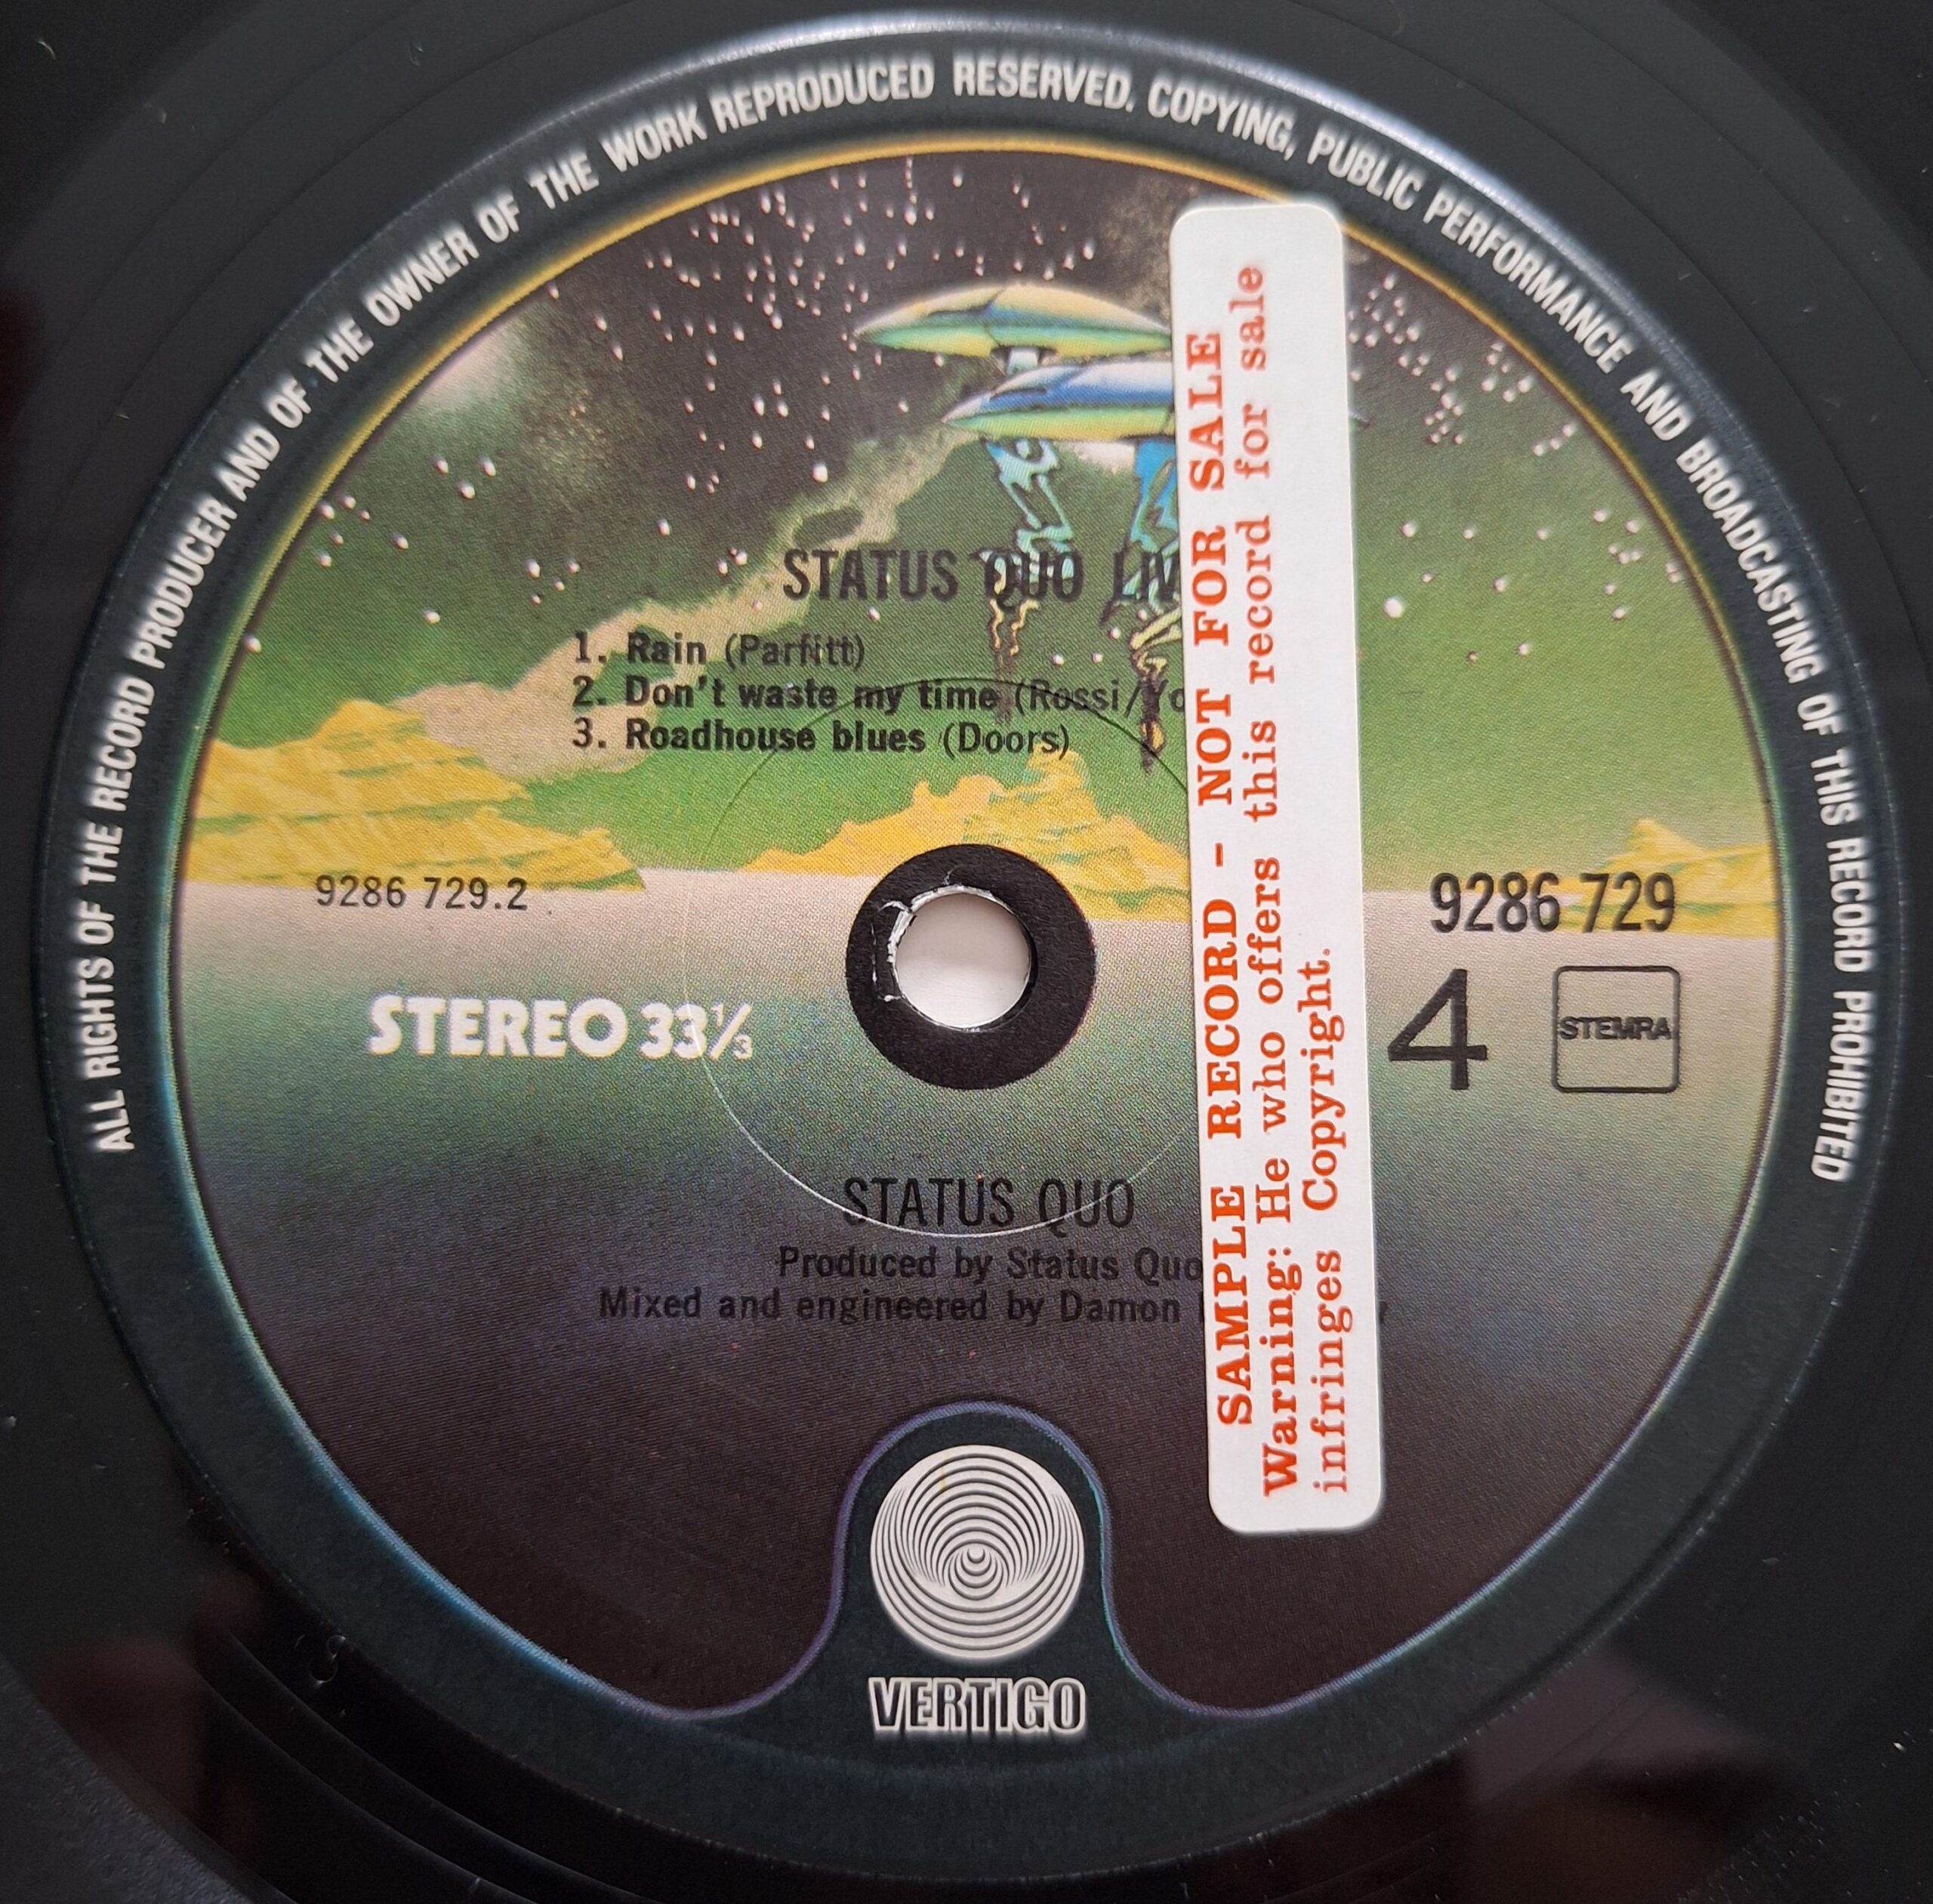 ALL RIGHTS OF THE RECORD PRODUCER AND OF THE OWNER OF THE WORK REPRODUCED RESERVED. COPYING, PUBLIC PERFORMANCE AND BROADCASTING OF THIS RECORD PROHIBITED
STATUS QUO LIV
1. Rain (Parfitt)
2. Don't waste my time (Rossi/Yo
3. Roadhouse blues (Doors)
9286 729.2
9286 729
STEREO 33⅓
4
STEMRA
STATUS QUO
Produced by Status Quo
Mixed and engineered by Damon
VERTIGO
SAMPLE RECORD - NOT FOR SALE
Warning: He who offers this record for sale
infringes Copyright.